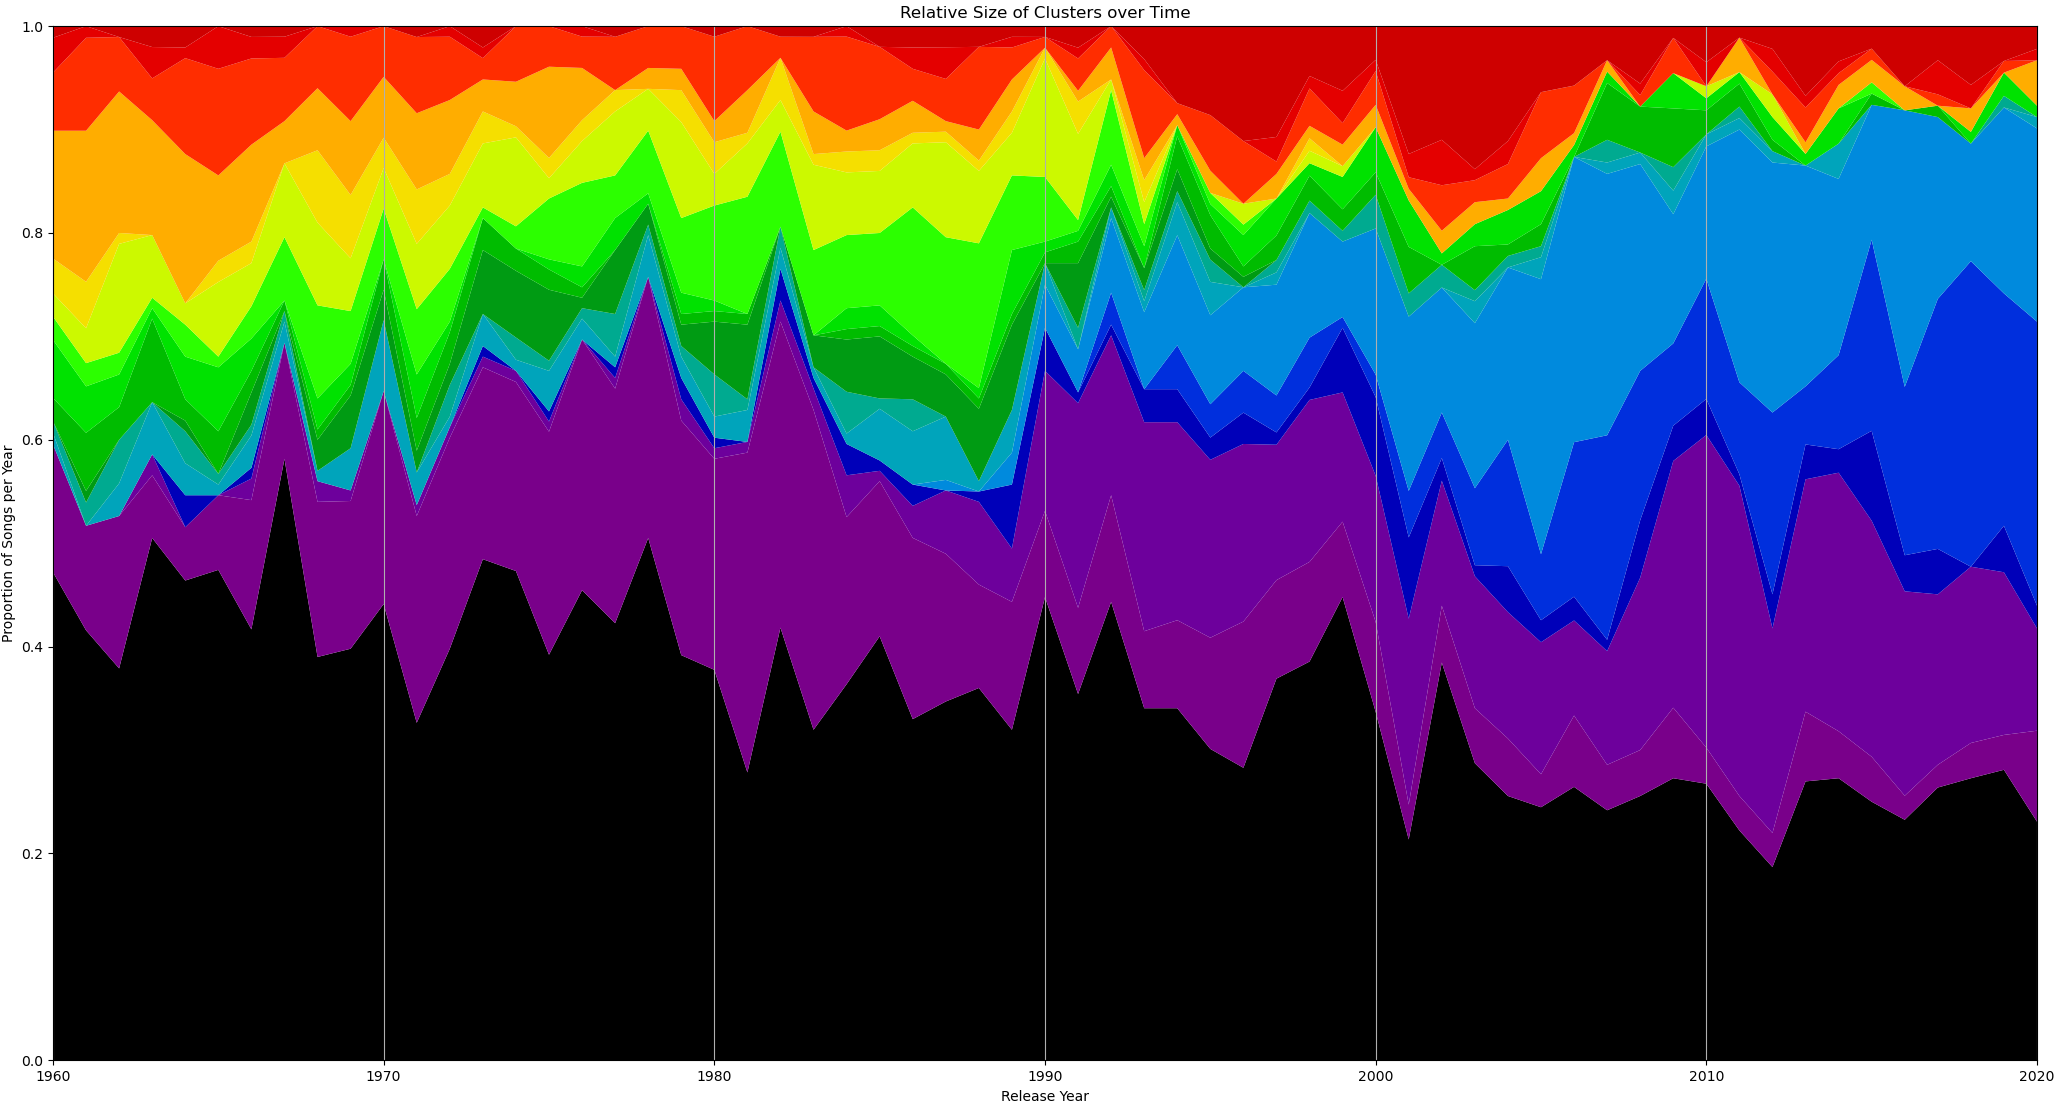 Relative Size of Clusters over Time
1.0
0.8
0.6
0.4
0.2
0.0
Proportion of Songs per Year
1960 1970 1980 1990 2000 2010 2020
Release Year